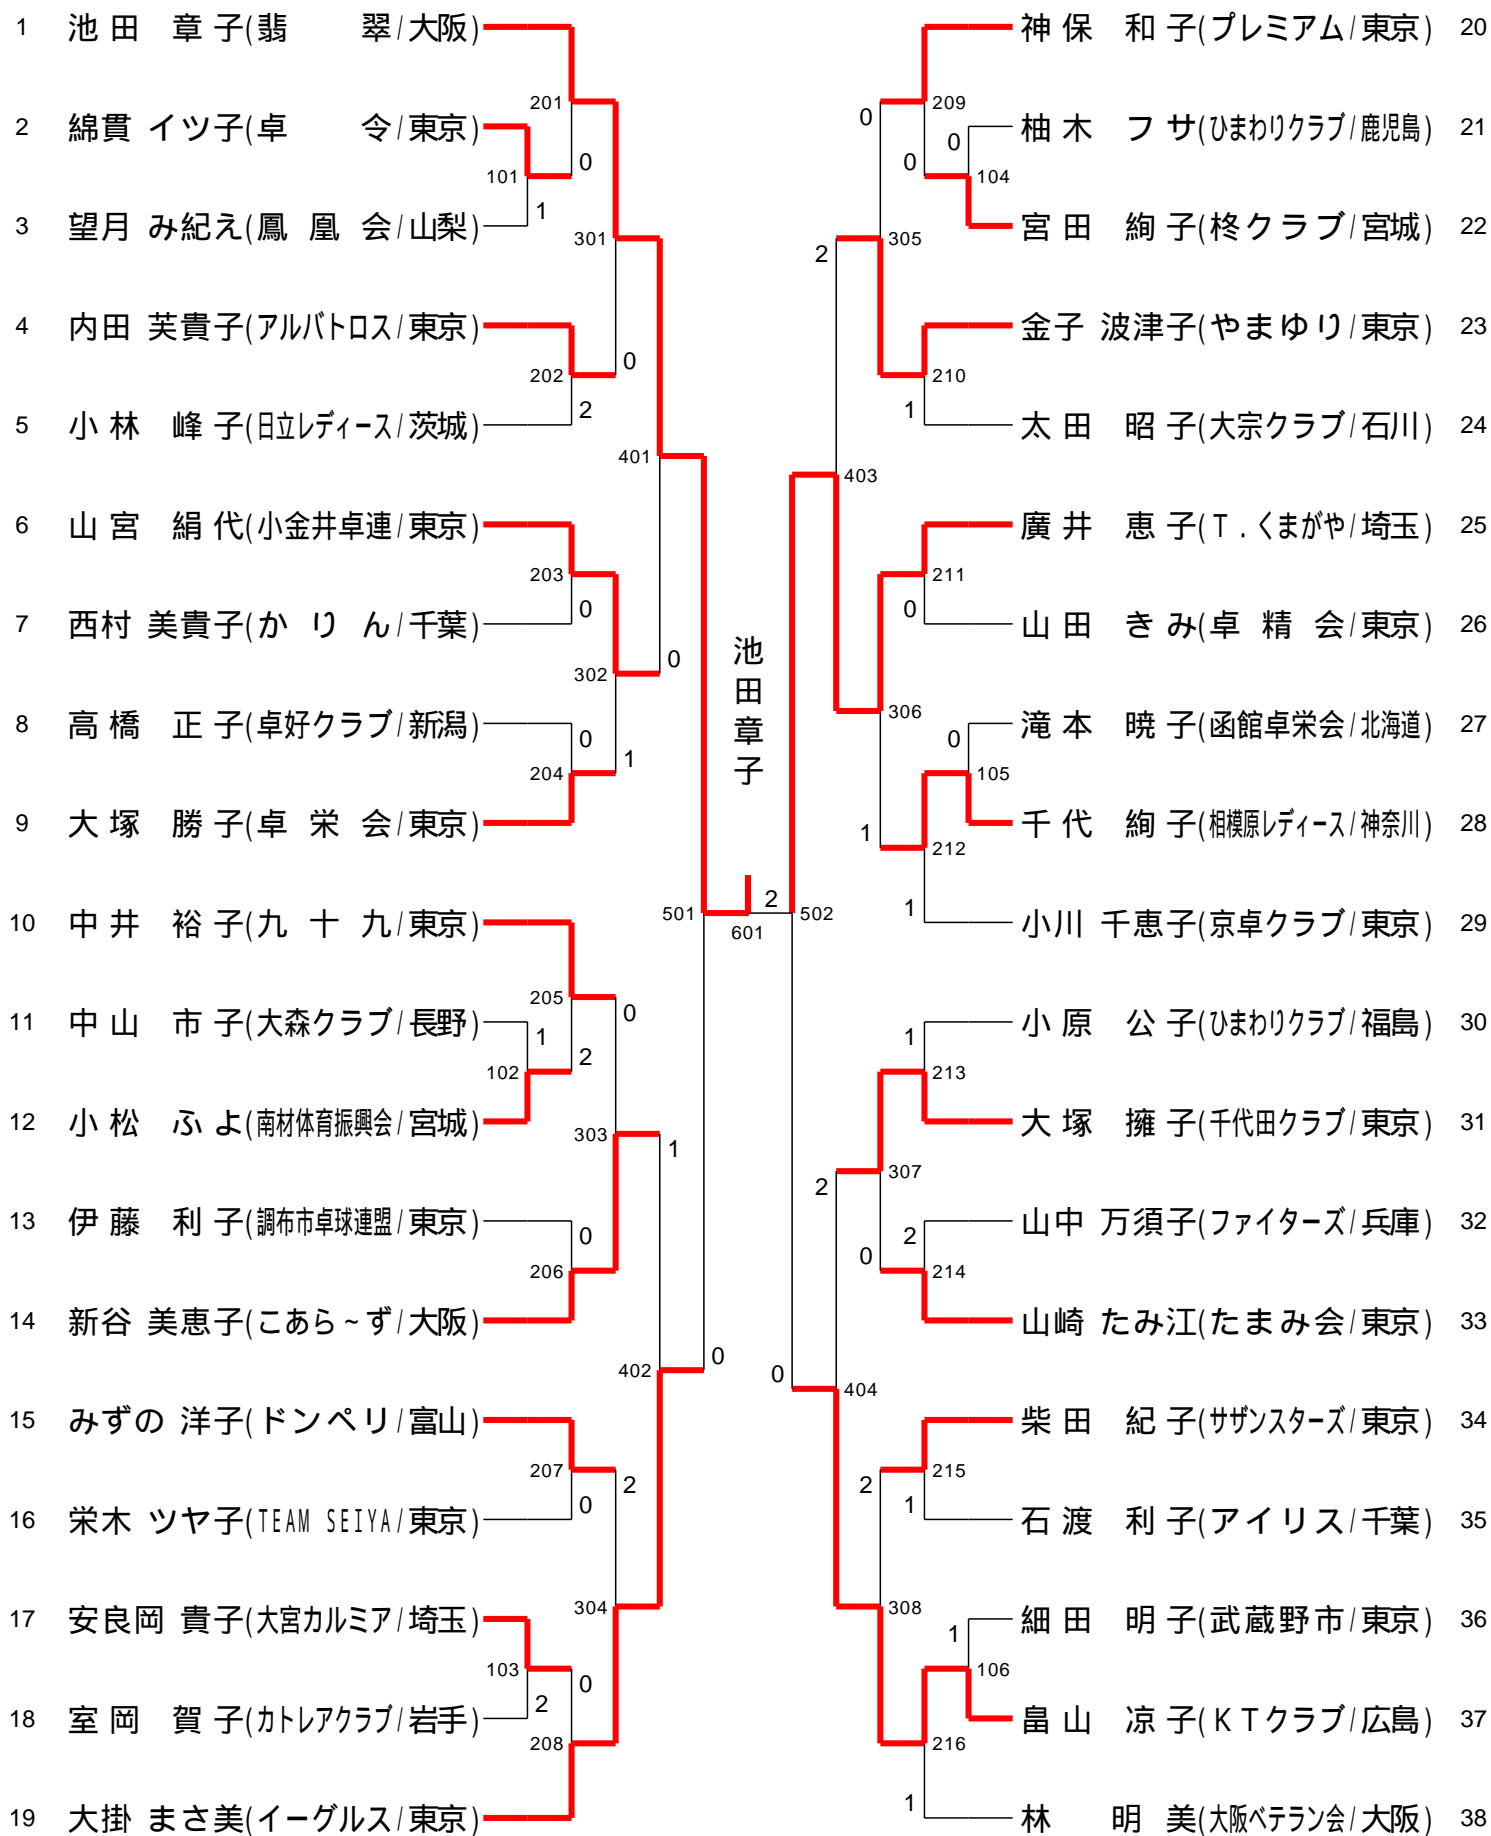 1 池田 章子(翡 翠/大阪)
201
2 綿貫 イツ子(卓 令/東京)
0
101
1
3 望月 み紀え(鳳凰会/山梨)
301
4 内田 芙貴子(アルバトロス/東京)
0
202
2
5 小林 峰子(日立レディース/茨城)
401
6 山宮 絹代(小金井卓連/東京)
203
0
7 西村 美貴子(かりん/千葉)
302
0
8 高橋 正子(卓好クラブ/新潟)
0
1
204
9 大塚 勝子(卓栄会/東京)
501
10 中井 裕子(九十九/東京)
205
0
11 中山 市子(大森クラブ/長野)
1
2
102
12 小松 ふよ(南材体育振興会/宮城)
303
1
13 伊藤 利子(調布市卓球連盟/東京)
0
206
14 新谷 美恵子(こあら~ず/大阪)
402
0
15 みずの 洋子(ドンペリ/富山)
207
2
0
16 栄木 ツヤ子(TEAM SEIYA/東京)
304
17 安良岡 貴子(大宮カルミア/埼玉)
103
0
2
18 室岡 賀子(カトレアクラブ/岩手)
208
19 大掛 まさ美(イーグルス/東京)
池田章子
2
601
神保 和子(プレミアム/東京) 20
209
0
柚木 フサ(ひまわりクラブ/鹿児島) 21
0
0
104
宮田 絢子(柊クラブ/宮城) 22
305
2
金子 波津子(やまゆり/東京) 23
210
1
太田 昭子(大宗クラブ/石川) 24
403
廣井 恵子(T.くまがや/埼玉) 25
211
0
山田 きみ(卓精会/東京) 26
306
滝本 暁子(函館卓栄会/北海道) 27
0
105
千代 絢子(相模原レディース/神奈川) 28
1
212
1
小川 千恵子(京卓クラブ/東京) 29
502
小原 公子(ひまわりクラブ/福島) 30
1
213
大塚 擁子(千代田クラブ/東京) 31
307
2
山中 万須子(ファイターズ/兵庫) 32
2
0
214
山崎 たみ江(たまみ会/東京) 33
0
404
柴田 紀子(サザンスターズ/東京) 34
215
2
1
石渡 利子(アイリス/千葉) 35
308
細田 明子(武蔵野市/東京) 36
1
106
畠山 凉子(KTクラブ/広島) 37
216
1
林 明美(大阪ベテラン会/大阪) 38